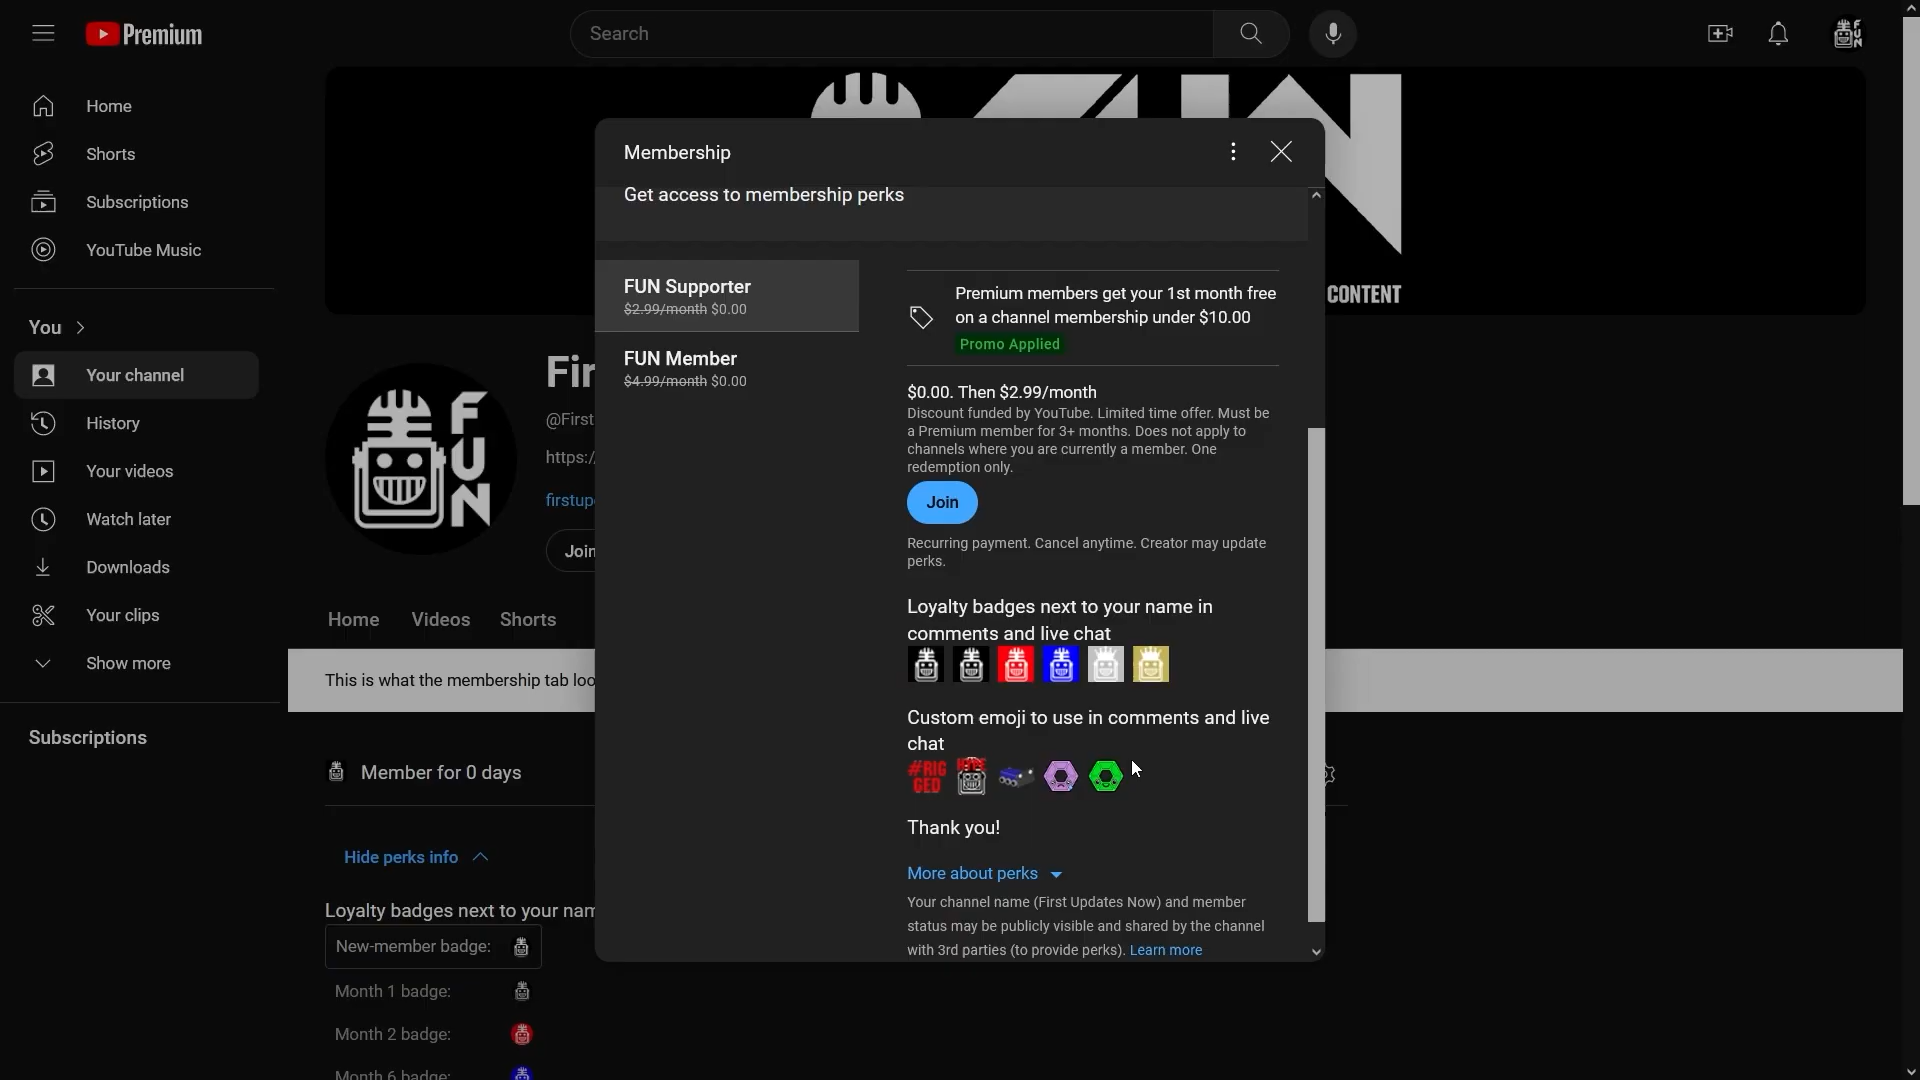 Premium
Search
FUN
Home
Shorts
Subscriptions
YouTube Music
You
Your channel
History
Your videos
Watch later
Downloads
Your clips
Show more
Subscriptions
CONTENT
FUN
Fir
@First
https:/
firstup
Join
Home Videos Shorts
This is what the membership tab loo
Member for 0 days
Hide perks info
Loyalty badges next to your nam
New-member badge:
Month 1 badge:
Month 2 badge:
Month 6 badge:
Membership
Get access to membership perks
FUN Supporter
$2.99/month $0.00
FUN Member
$4.99/month $0.00
Premium members get your 1st month free
on a channel membership under $10.00
Promo Applied
$0.00. Then $2.99/month
Discount funded by YouTube. Limited time offer. Must be
a Premium member for 3+ months. Does not apply to
channels where you are currently a member. One
redemption only.
Join
Recurring payment. Cancel anytime. Creator may update
perks.
Loyalty badges next to your name in
comments and live chat
Custom emoji to use in comments and live
chat
#RIG
GED
HYPE
Thank you!
More about perks
Your channel name (First Updates Now) and member
status may be publicly visible and shared by the channel
with 3rd parties (to provide perks). Learn more